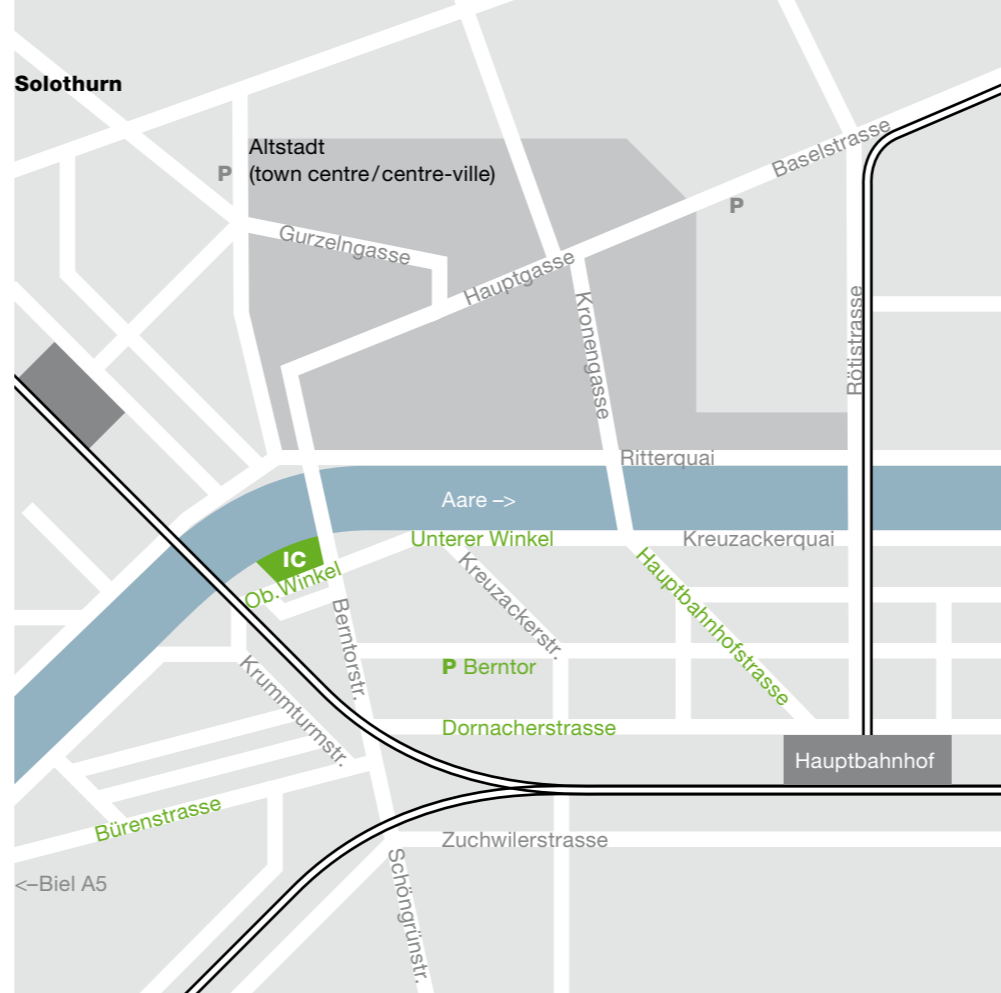 Solothurn
Altstadt
(town centre/centre-ville)
P
P
Baselstrasse
Gurzelngasse
Hauptgasse
Kronengasse
Rötistrasse
Ritterquai
Aare –>
Unterer Winkel
Kreuzackerquai
IC
Ob.Winkel
Kreuzackerstr.
Hauptbahnhofstrasse
Berntorstr.
P Berntor
Krummturmstr.
Dornacherstrasse
Hauptbahnhof
Bürenstrasse
Zuchwilerstrasse
<–Biel A5
Schöngrünstr.